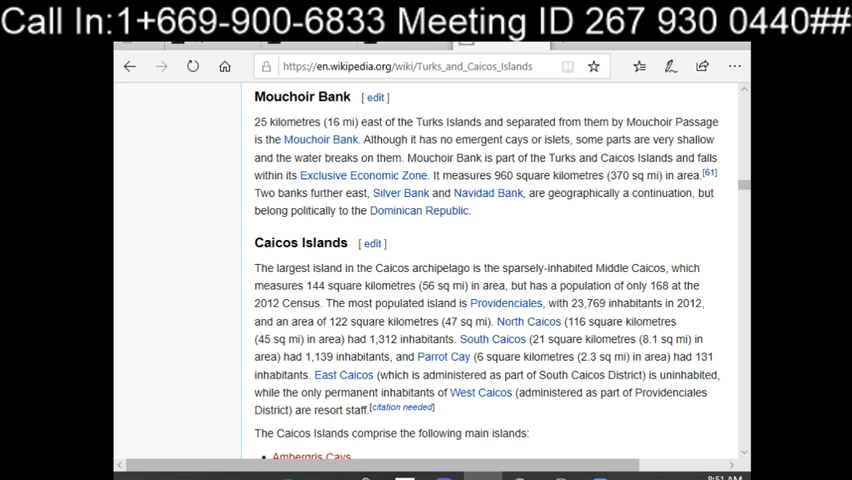 Call In:1+669-900-6833 Meeting ID 267 930 0440##
https://en.wikipedia.org/wiki/Turks_and_Caicos_Islands
Mouchoir Bank [ edit ]
25 kilometres (16 mi) east of the Turks Islands and separated from them by Mouchoir Passage
is the Mouchoir Bank. Although it has no emergent cays or islets, some parts are very shallow
and the water breaks on them. Mouchoir Bank is part of the Turks and Caicos Islands and falls
within its Exclusive Economic Zone. It measures 960 square kilometres (370 sq mi) in area.[61]
Two banks further east, Silver Bank and Navidad Bank, are geographically a continuation, but
belong politically to the Dominican Republic.
Caicos Islands [ edit ]
The largest island in the Caicos archipelago is the sparsely-inhabited Middle Caicos, which
measures 144 square kilometres (56 sq mi) in area, but has a population of only 168 at the
2012 Census. The most populated island is Providenciales, with 23,769 inhabitants in 2012,
and an area of 122 square kilometres (47 sq mi). North Caicos (116 square kilometres
(45 sq mi) in area) had 1,312 inhabitants. South Caicos (21 square kilometres (8.1 sq mi) in
area) had 1,139 inhabitants, and Parrot Cay (6 square kilometres (2.3 sq mi) in area) had 131
inhabitants. East Caicos (which is administered as part of South Caicos District) is uninhabited,
while the only permanent inhabitants of West Caicos (administered as part of Providenciales
District) are resort staff.[citation needed]
The Caicos Islands comprise the following main islands:
• Ambergris Cays
8:51 AM